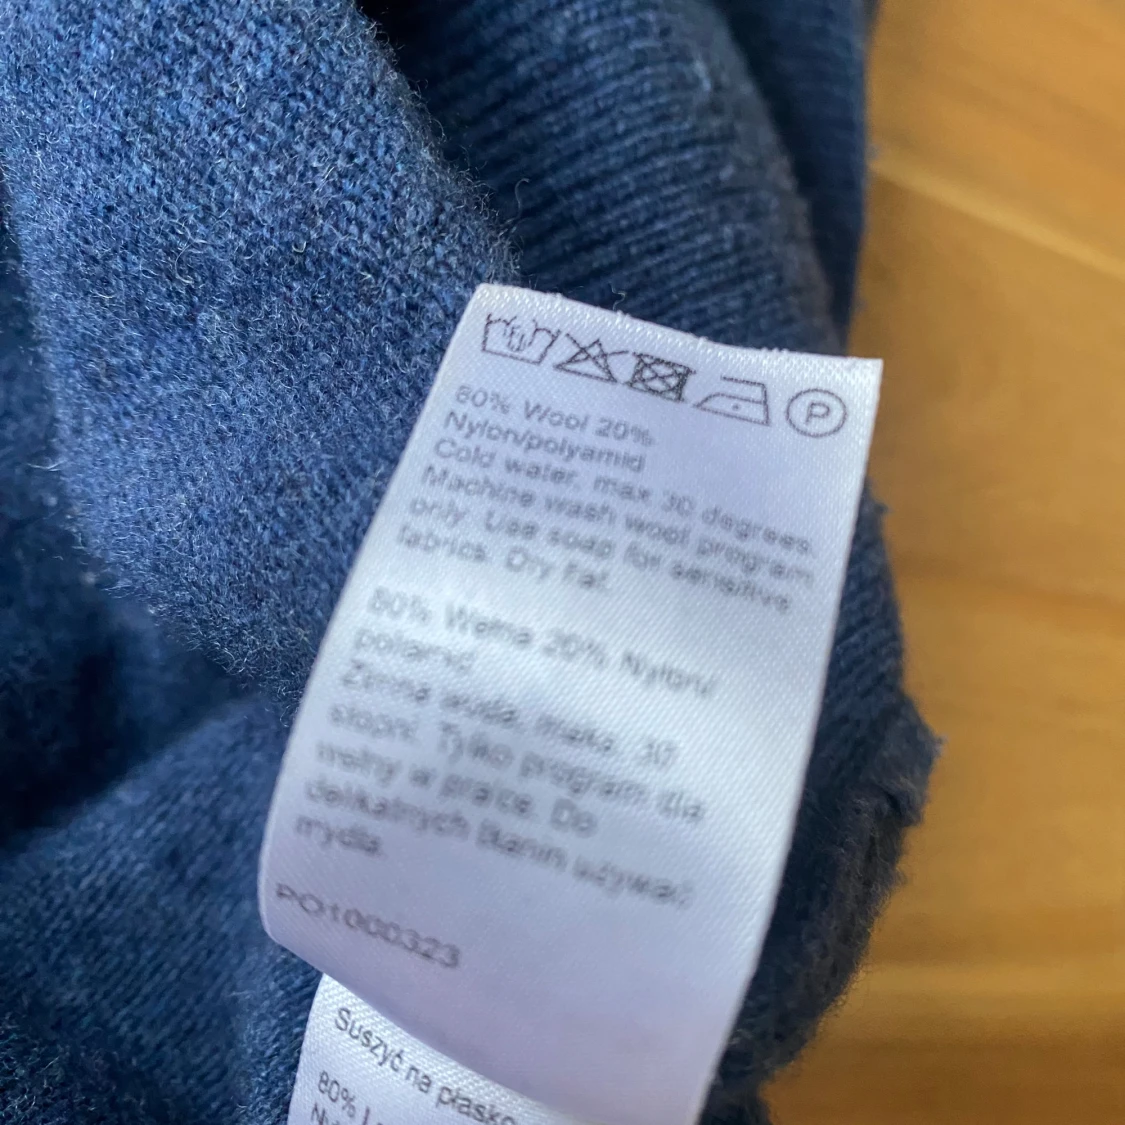 P
80% Wool 20%
Nylon/polyamid
Cold water, max 30 degrees.
Machine wash wool program
only. Use soap for sensitive
fabrics. Dry flat.
80% Wełna 20% Nylon/
poliamid
Zimna woda, maks. 30
stopni. Tylko program dla
wełny w pralce. Do
delikatnych tkanin używać
mydła.
PO1000323
Suszyć na płasko
80%